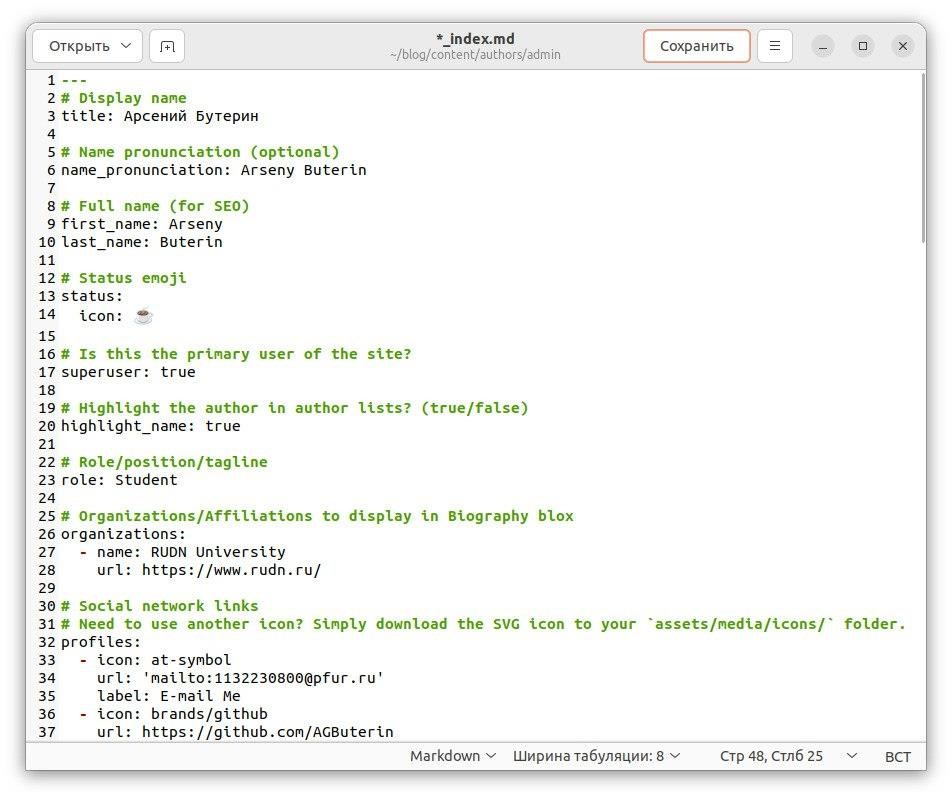 Открыть
*_index.md
~/blog/content/authors/admin
Сохранить
1 ---
2 # Display name
3 title: Арсений Бутерин
4
5 # Name pronunciation (optional)
6 name_pronunciation: Arseny Buterin
7
8 # Full name (for SEO)
9 first_name: Arseny
10 last_name: Buterin
11
12 # Status emoji
13 status:
14   icon: ☕
15
16 # Is this the primary user of the site?
17 superuser: true
18
19 # Highlight the author in author lists? (true/false)
20 highlight_name: true
21
22 # Role/position/tagline
23 role: Student
24
25 # Organizations/Affiliations to display in Biography blox
26 organizations:
27   - name: RUDN University
28     url: https://www.rudn.ru/
29
30 # Social network links
31 # Need to use another icon? Simply download the SVG icon to your `assets/media/icons/` folder.
32 profiles:
33   - icon: at-symbol
34     url: 'mailto:1132230800@pfur.ru'
35     label: E-mail Me
36   - icon: brands/github
37     url: https://github.com/AGButerin
Markdown Ширина табуляции: 8 Стр 48, Стлб 25 ВСТ